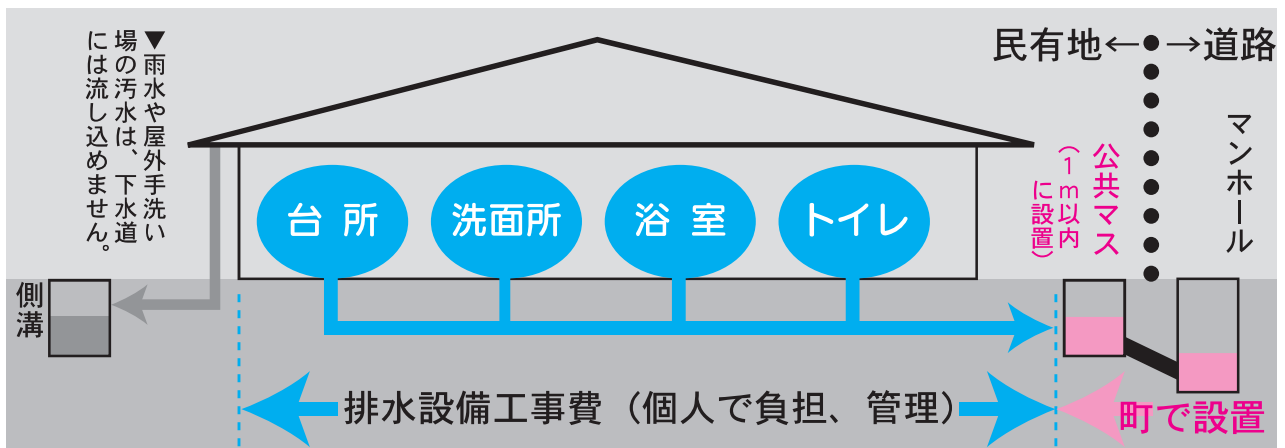 ▼雨水や屋外手洗い
場の汚水は、下水道
には流し込めません。
民有地←→道路
マンホール
公共マス
（1m以内
に設置）
台所
洗面所
浴室
トイレ
側溝
排水設備工事費（個人で負担、管理）
町で設置